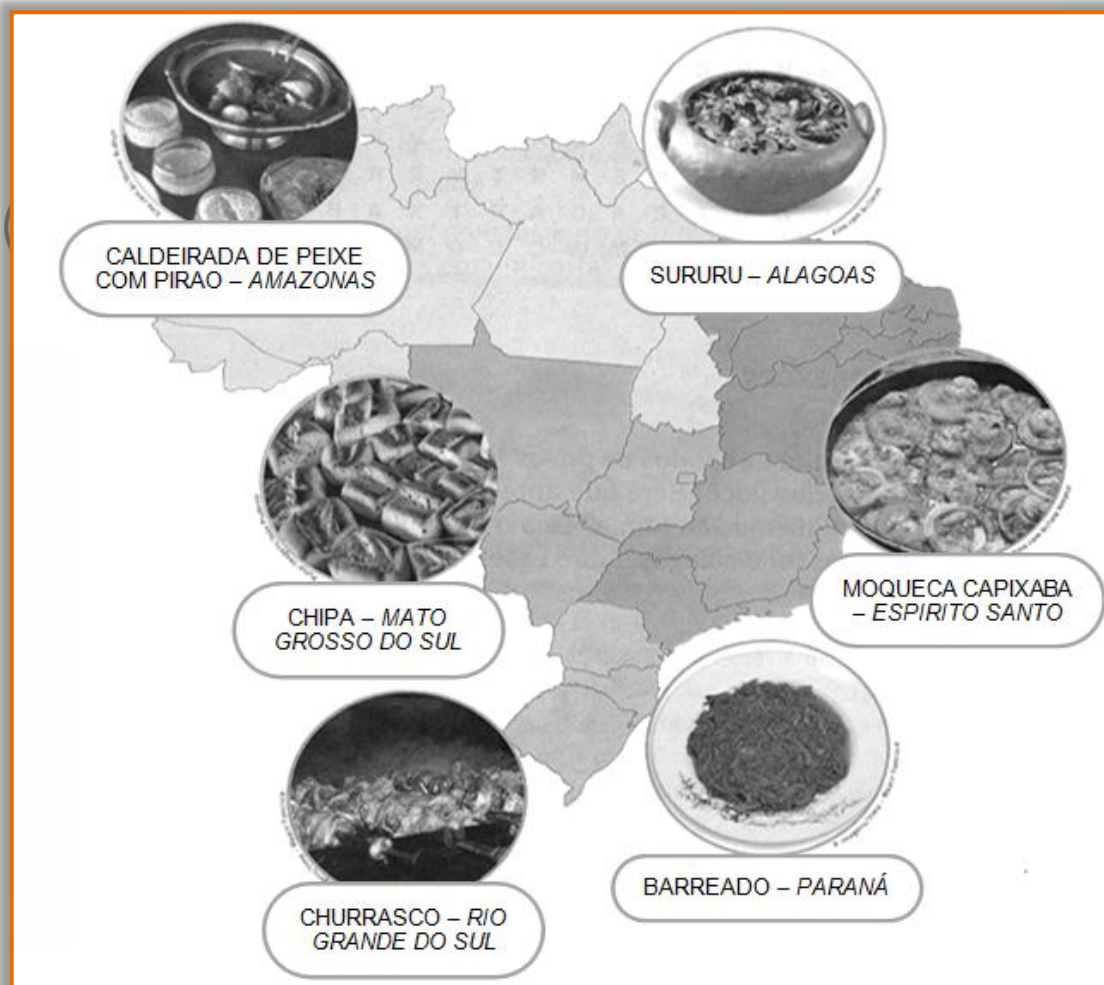 CALDEIRADA DE PEIXE
COM PIRAO – AMAZONAS
SURURU – ALAGOAS
CHIPA – MATO
GROSSO DO SUL
MOQUECA CAPIXABA
– ESPIRITO SANTO
CHURRASCO – RIO
GRANDE DO SUL
BARREADO – PARANÁ